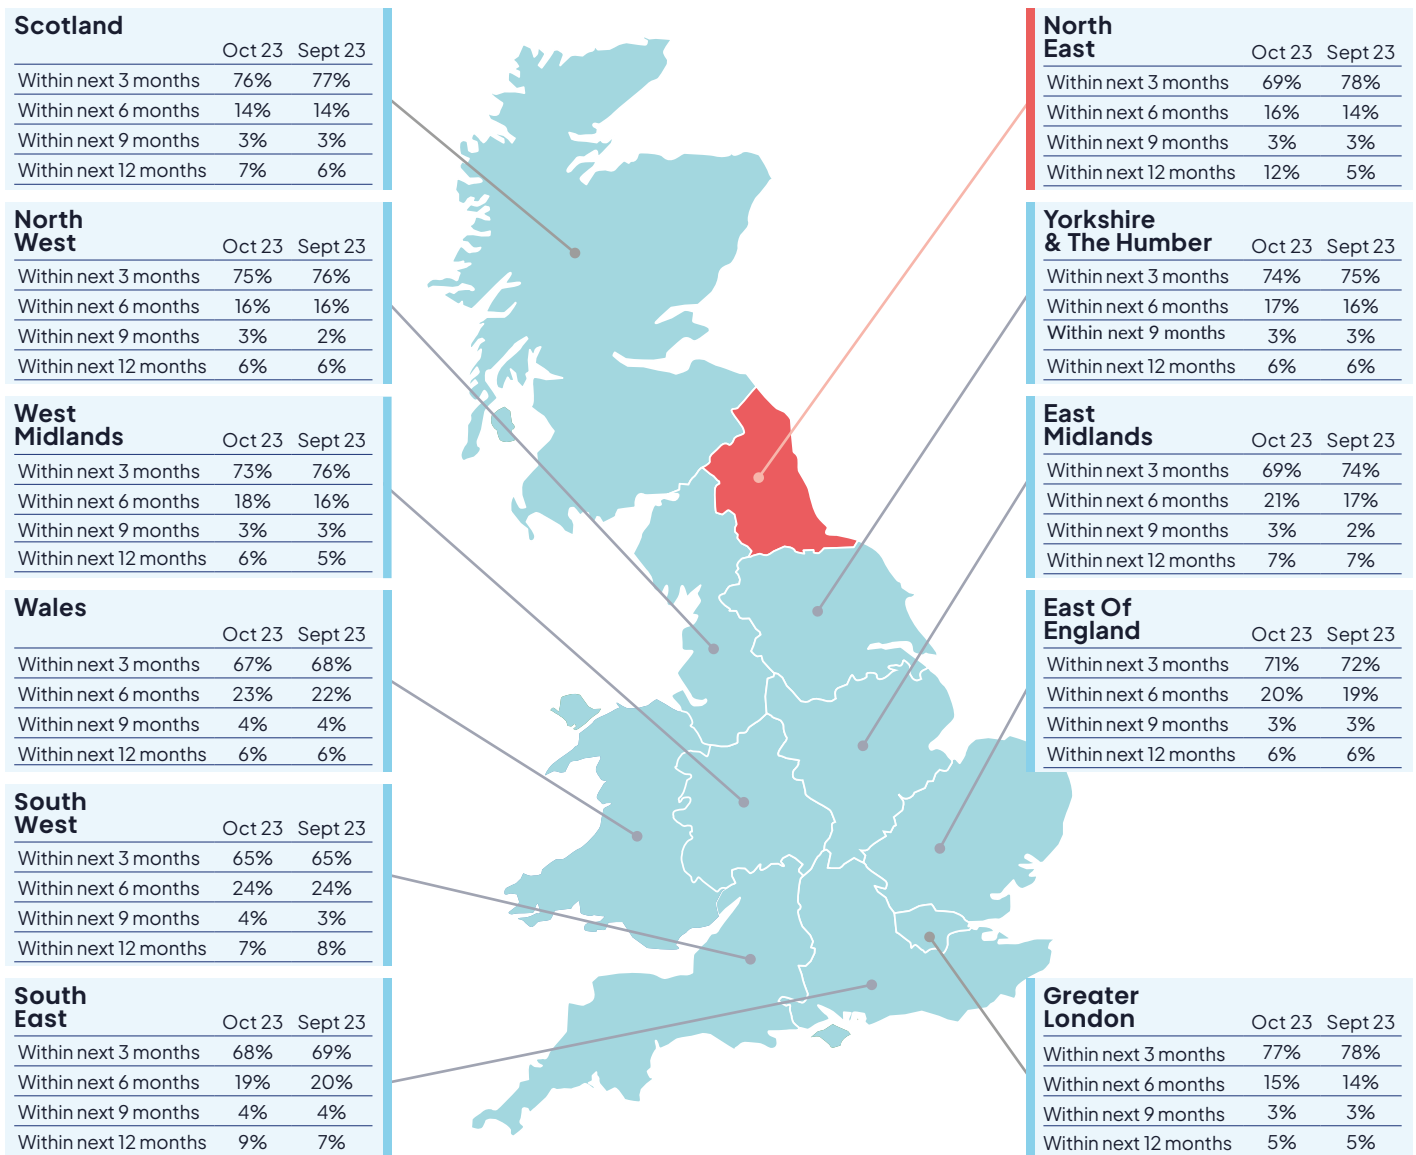 Scotland
Oct 23 Sept 23
Within next 3 months 76% 77%
Within next 6 months 14% 14%
Within next 9 months 3% 3%
Within next 12 months 7% 6%
North
West
Oct 23 Sept 23
Within next 3 months 75% 76%
Within next 6 months 16% 16%
Within next 9 months 3% 2%
Within next 12 months 6% 6%
West
Midlands
Oct 23 Sept 23
Within next 3 months 73% 76%
Within next 6 months 18% 16%
Within next 9 months 3% 3%
Within next 12 months 6% 5%
Wales
Oct 23 Sept 23
Within next 3 months 67% 68%
Within next 6 months 23% 22%
Within next 9 months 4% 4%
Within next 12 months 6% 6%
South
West
Oct 23 Sept 23
Within next 3 months 65% 65%
Within next 6 months 24% 24%
Within next 9 months 4% 3%
Within next 12 months 7% 8%
South
East
Oct 23 Sept 23
Within next 3 months 68% 69%
Within next 6 months 19% 20%
Within next 9 months 4% 4%
Within next 12 months 9% 7%
North
East
Oct 23 Sept 23
Within next 3 months 69% 78%
Within next 6 months 16% 14%
Within next 9 months 3% 3%
Within next 12 months 12% 5%
Yorkshire
& The Humber
Oct 23 Sept 23
Within next 3 months 74% 75%
Within next 6 months 17% 16%
Within next 9 months 3% 3%
Within next 12 months 6% 6%
East
Midlands
Oct 23 Sept 23
Within next 3 months 69% 74%
Within next 6 months 21% 17%
Within next 9 months 3% 2%
Within next 12 months 7% 7%
East Of
England
Oct 23 Sept 23
Within next 3 months 71% 72%
Within next 6 months 20% 19%
Within next 9 months 3% 3%
Within next 12 months 6% 6%
Greater
London
Oct 23 Sept 23
Within next 3 months 77% 78%
Within next 6 months 15% 14%
Within next 9 months 3% 3%
Within next 12 months 5% 5%